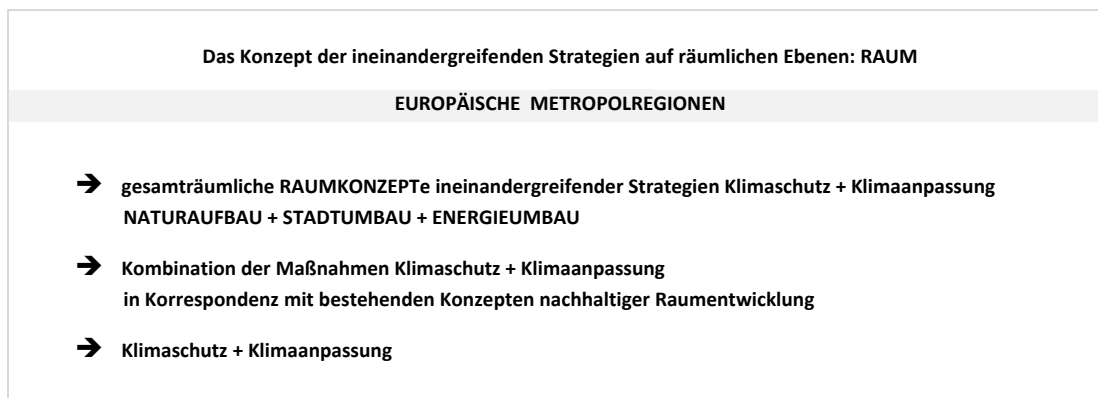 Das Konzept der ineinandergreifenden Strategien auf räumlichen Ebenen: RAUM
EUROPÄISCHE METROPOLREGIONEN
➔ gesamträumliche RAUMKONZEPTe ineinandergreifender Strategien Klimaschutz + Klimaanpassung
NATURAUFBAU + STADTUMBAU + ENERGIEUMBAU
➔ Kombination der Maßnahmen Klimaschutz + Klimaanpassung
in Korrespondenz mit bestehenden Konzepten nachhaltiger Raumentwicklung
➔ Klimaschutz + Klimaanpassung